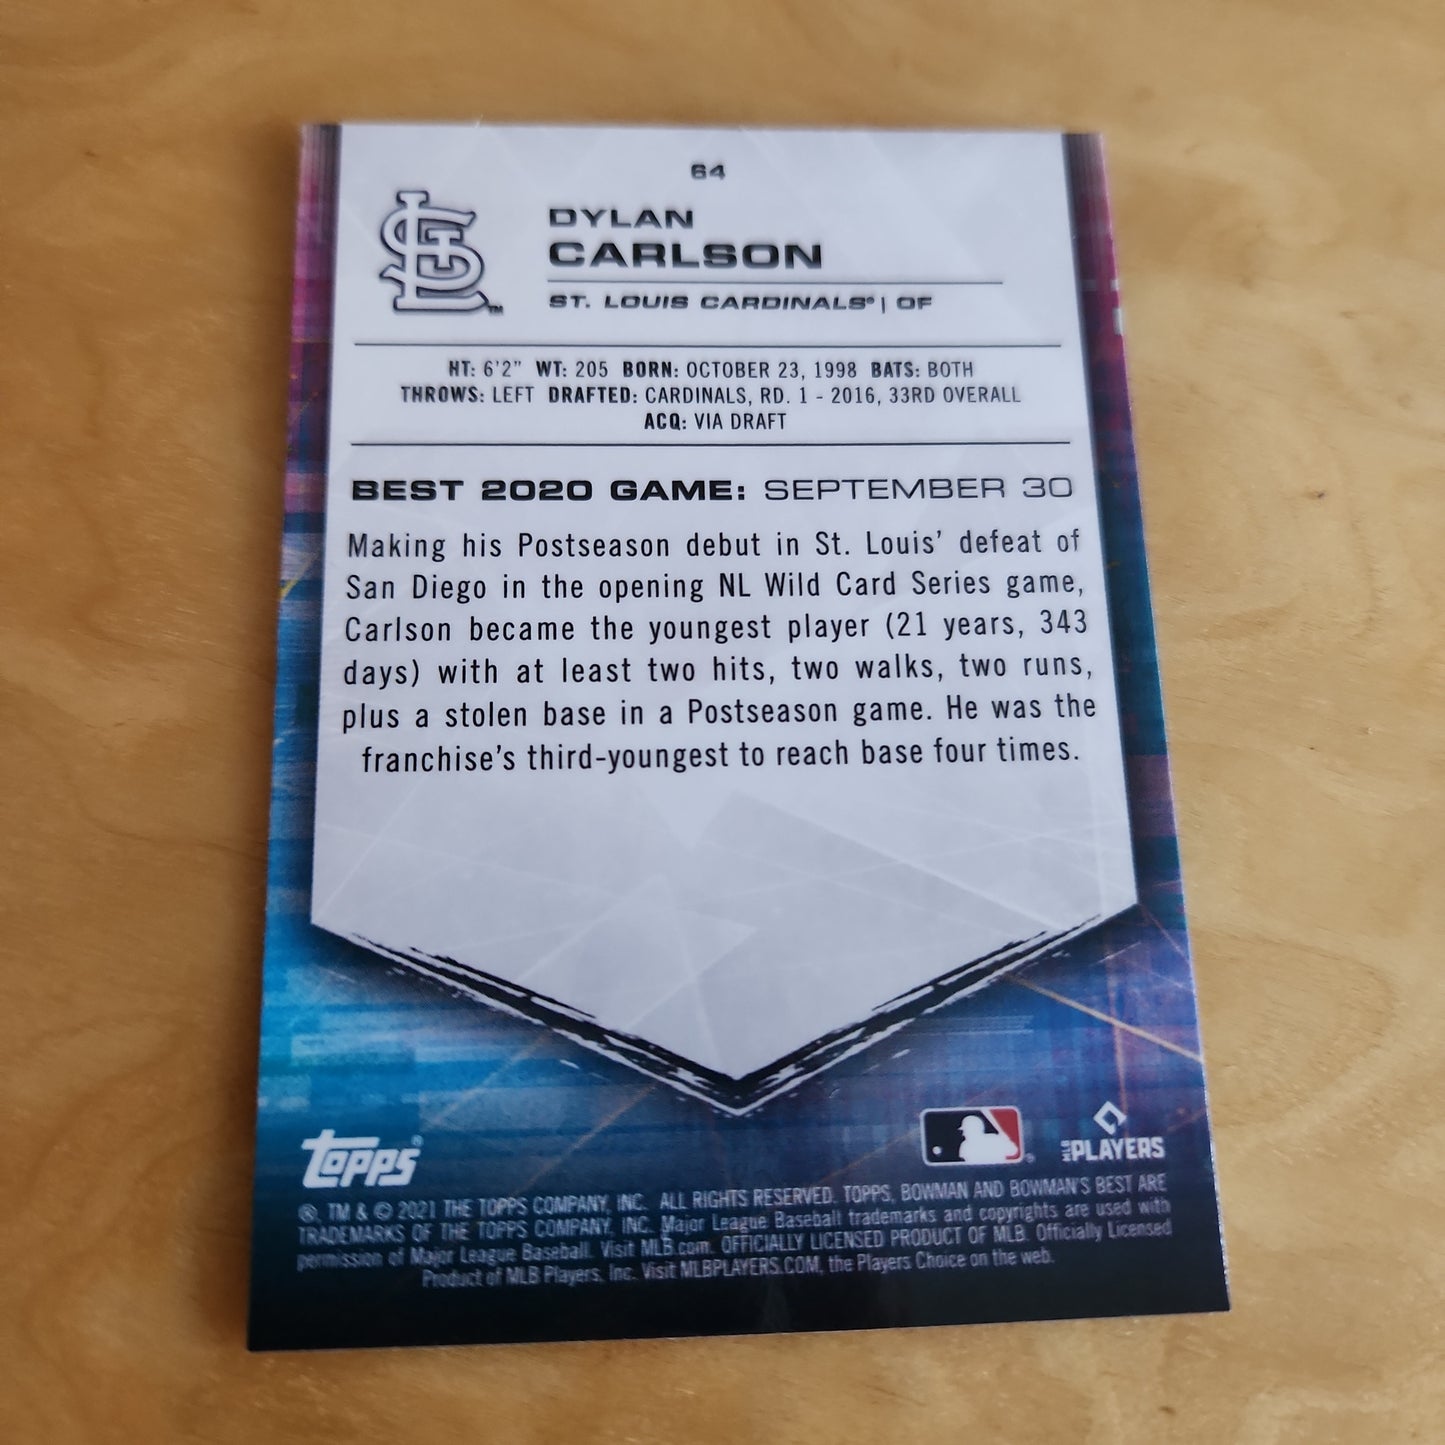 64
STL™
DYLAN
CARLSON
ST. LOUIS CARDINALS® | OF
HT: 6'2" WT: 205 BORN: OCTOBER 23, 1998 BATS: BOTH
THROWS: LEFT DRAFTED: CARDINALS, RD. 1 - 2016, 33RD OVERALL
ACQ: VIA DRAFT
BEST 2020 GAME: SEPTEMBER 30
Making his Postseason debut in St. Louis’ defeat of
San Diego in the opening NL Wild Card Series game,
Carlson became the youngest player (21 years, 343
days) with at least two hits, two walks, two runs,
plus a stolen base in a Postseason game. He was the
franchise’s third-youngest to reach base four times.
Topps®
®
MLB PLAYERS
®, TM & © 2021 THE TOPPS COMPANY, INC. ALL RIGHTS RESERVED. TOPPS, BOWMAN AND BOWMAN'S BEST ARE
TRADEMARKS OF THE TOPPS COMPANY, INC. Major League Baseball trademarks and copyrights are used with
permission of Major League Baseball. Visit MLB.com. OFFICIALLY LICENSED PRODUCT OF MLB. Officially Licensed
Product of MLB Players, Inc. Visit MLBPLAYERS.COM, the Players Choice on the web.